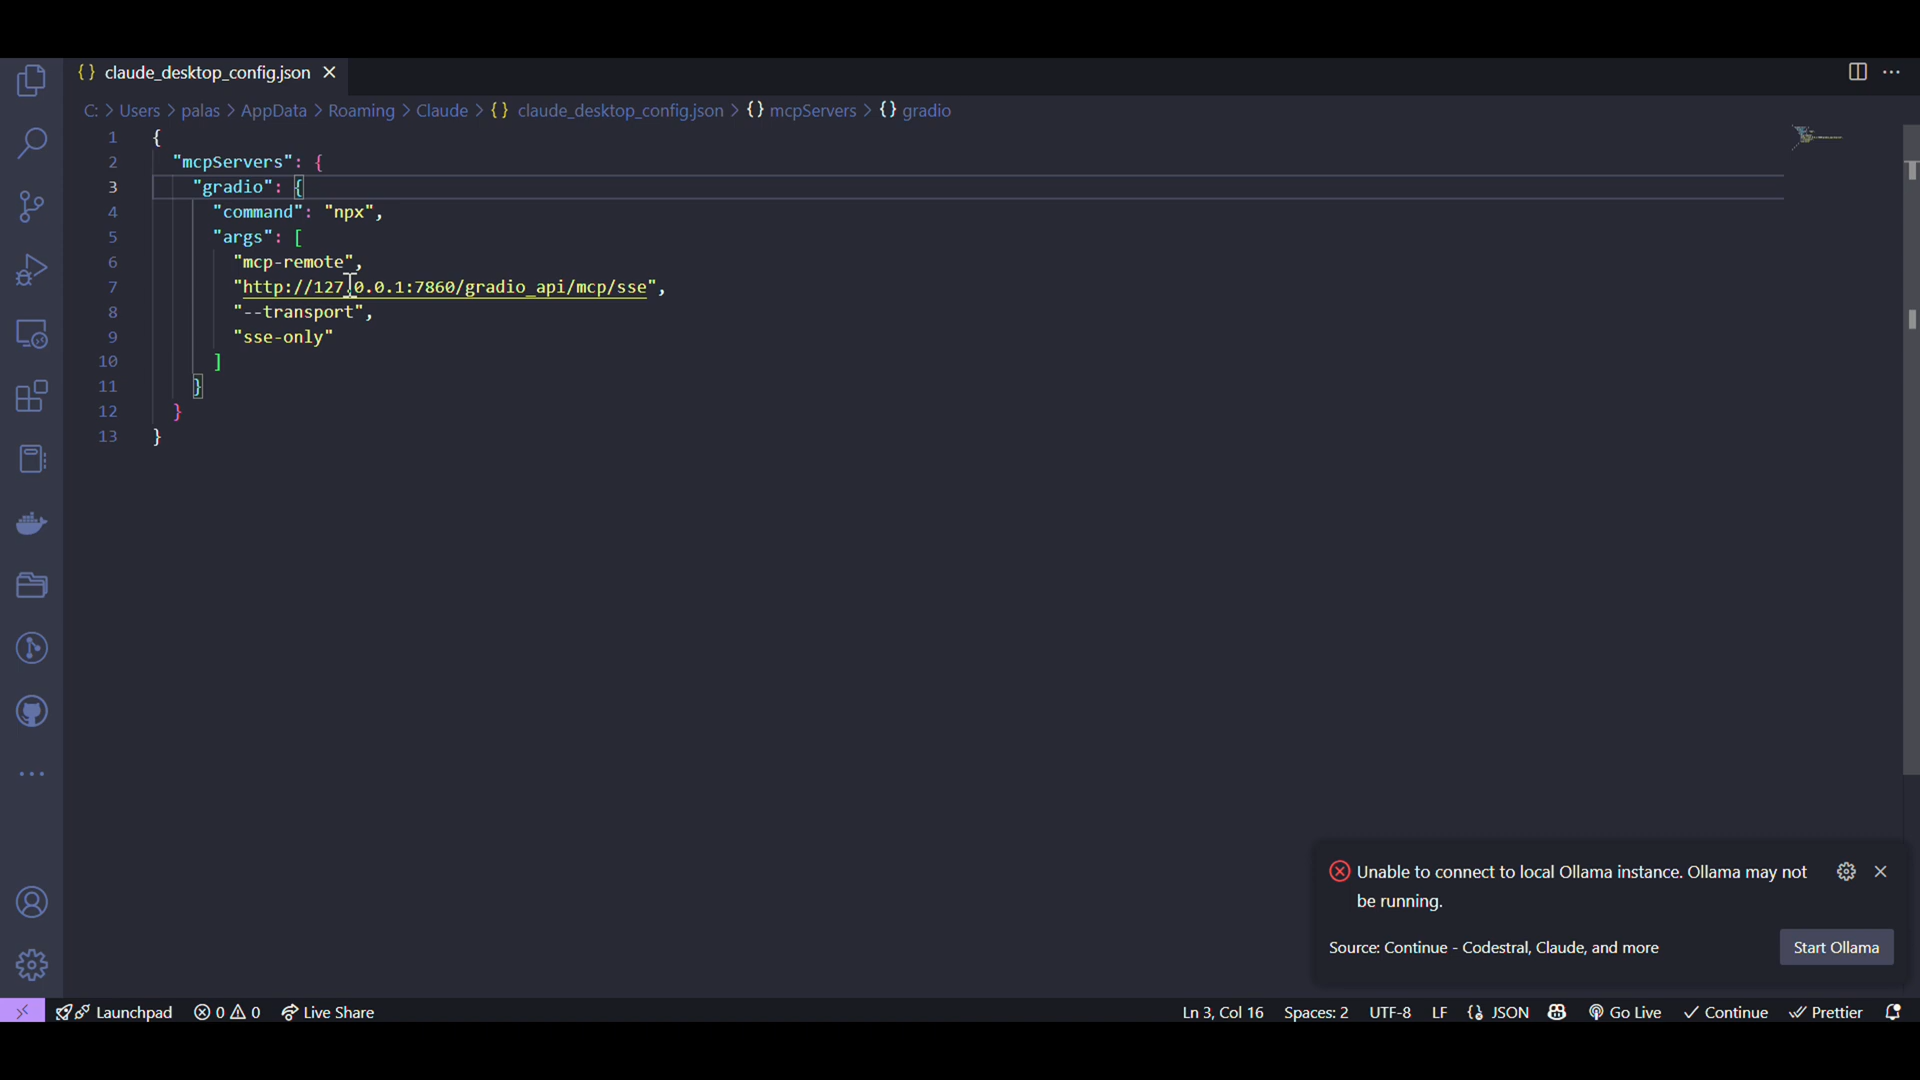 {} claude_desktop_config.json
C: > Users > palas > AppData > Roaming > Claude > {} claude_desktop_config.json > {} mcpServers > {} gradio
1 {
2 "mcpServers": {
3 "gradio": {
4 "command": "npx",
5 "args": [
6 "mcp-remote",
7 "http://127.0.0.1:7860/gradio_api/mcp/sse",
8 "--transport",
9 "sse-only"
10 ]
11 }
12 }
13 }
Unable to connect to local Ollama instance. Ollama may not
be running.
Source: Continue - Codestral, Claude, and more
Start Ollama
Launchpad 0 0 Live Share Ln 3, Col 16 Spaces: 2 UTF-8 LF {} JSON Go Live Continue Prettier